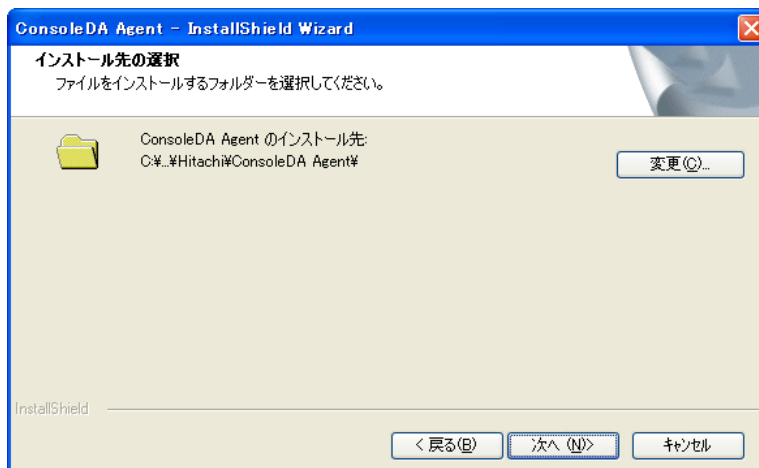 ConsoleDA Agent - InstallShield Wizard
インストール先の選択
ファイルをインストールするフォルダーを選択してください。
ConsoleDA Agent のインストール先:
C:¥...¥Hitachi¥ConsoleDA Agent¥
変更(C)...
InstallShield
< 戻る(B)
次へ (N)>
キャンセル